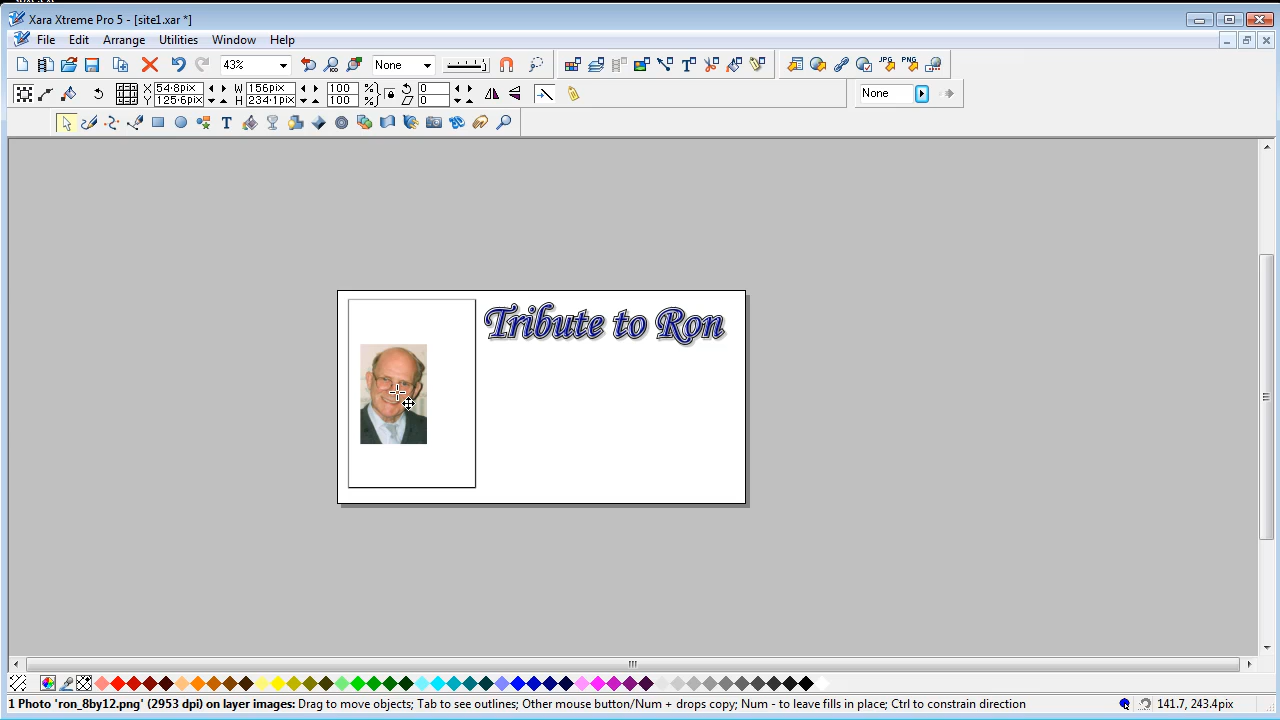 Xara Xtreme Pro 5 - [site1.xar *]
File Edit Arrange Utilities Window Help
43% None JPG PNG
X 54.8pix W 156pix 100 % 0 None
Y 125.6pix H 234.1pix 100 0
T
Tribute to Ron
1 Photo 'ron_8by12.png' (2953 dpi) on layer images: Drag to move objects; Tab to see outlines; Other mouse button/Num + drops copy; Num - to leave fills in place; Ctrl to constrain direction 141.7, 243.4pix